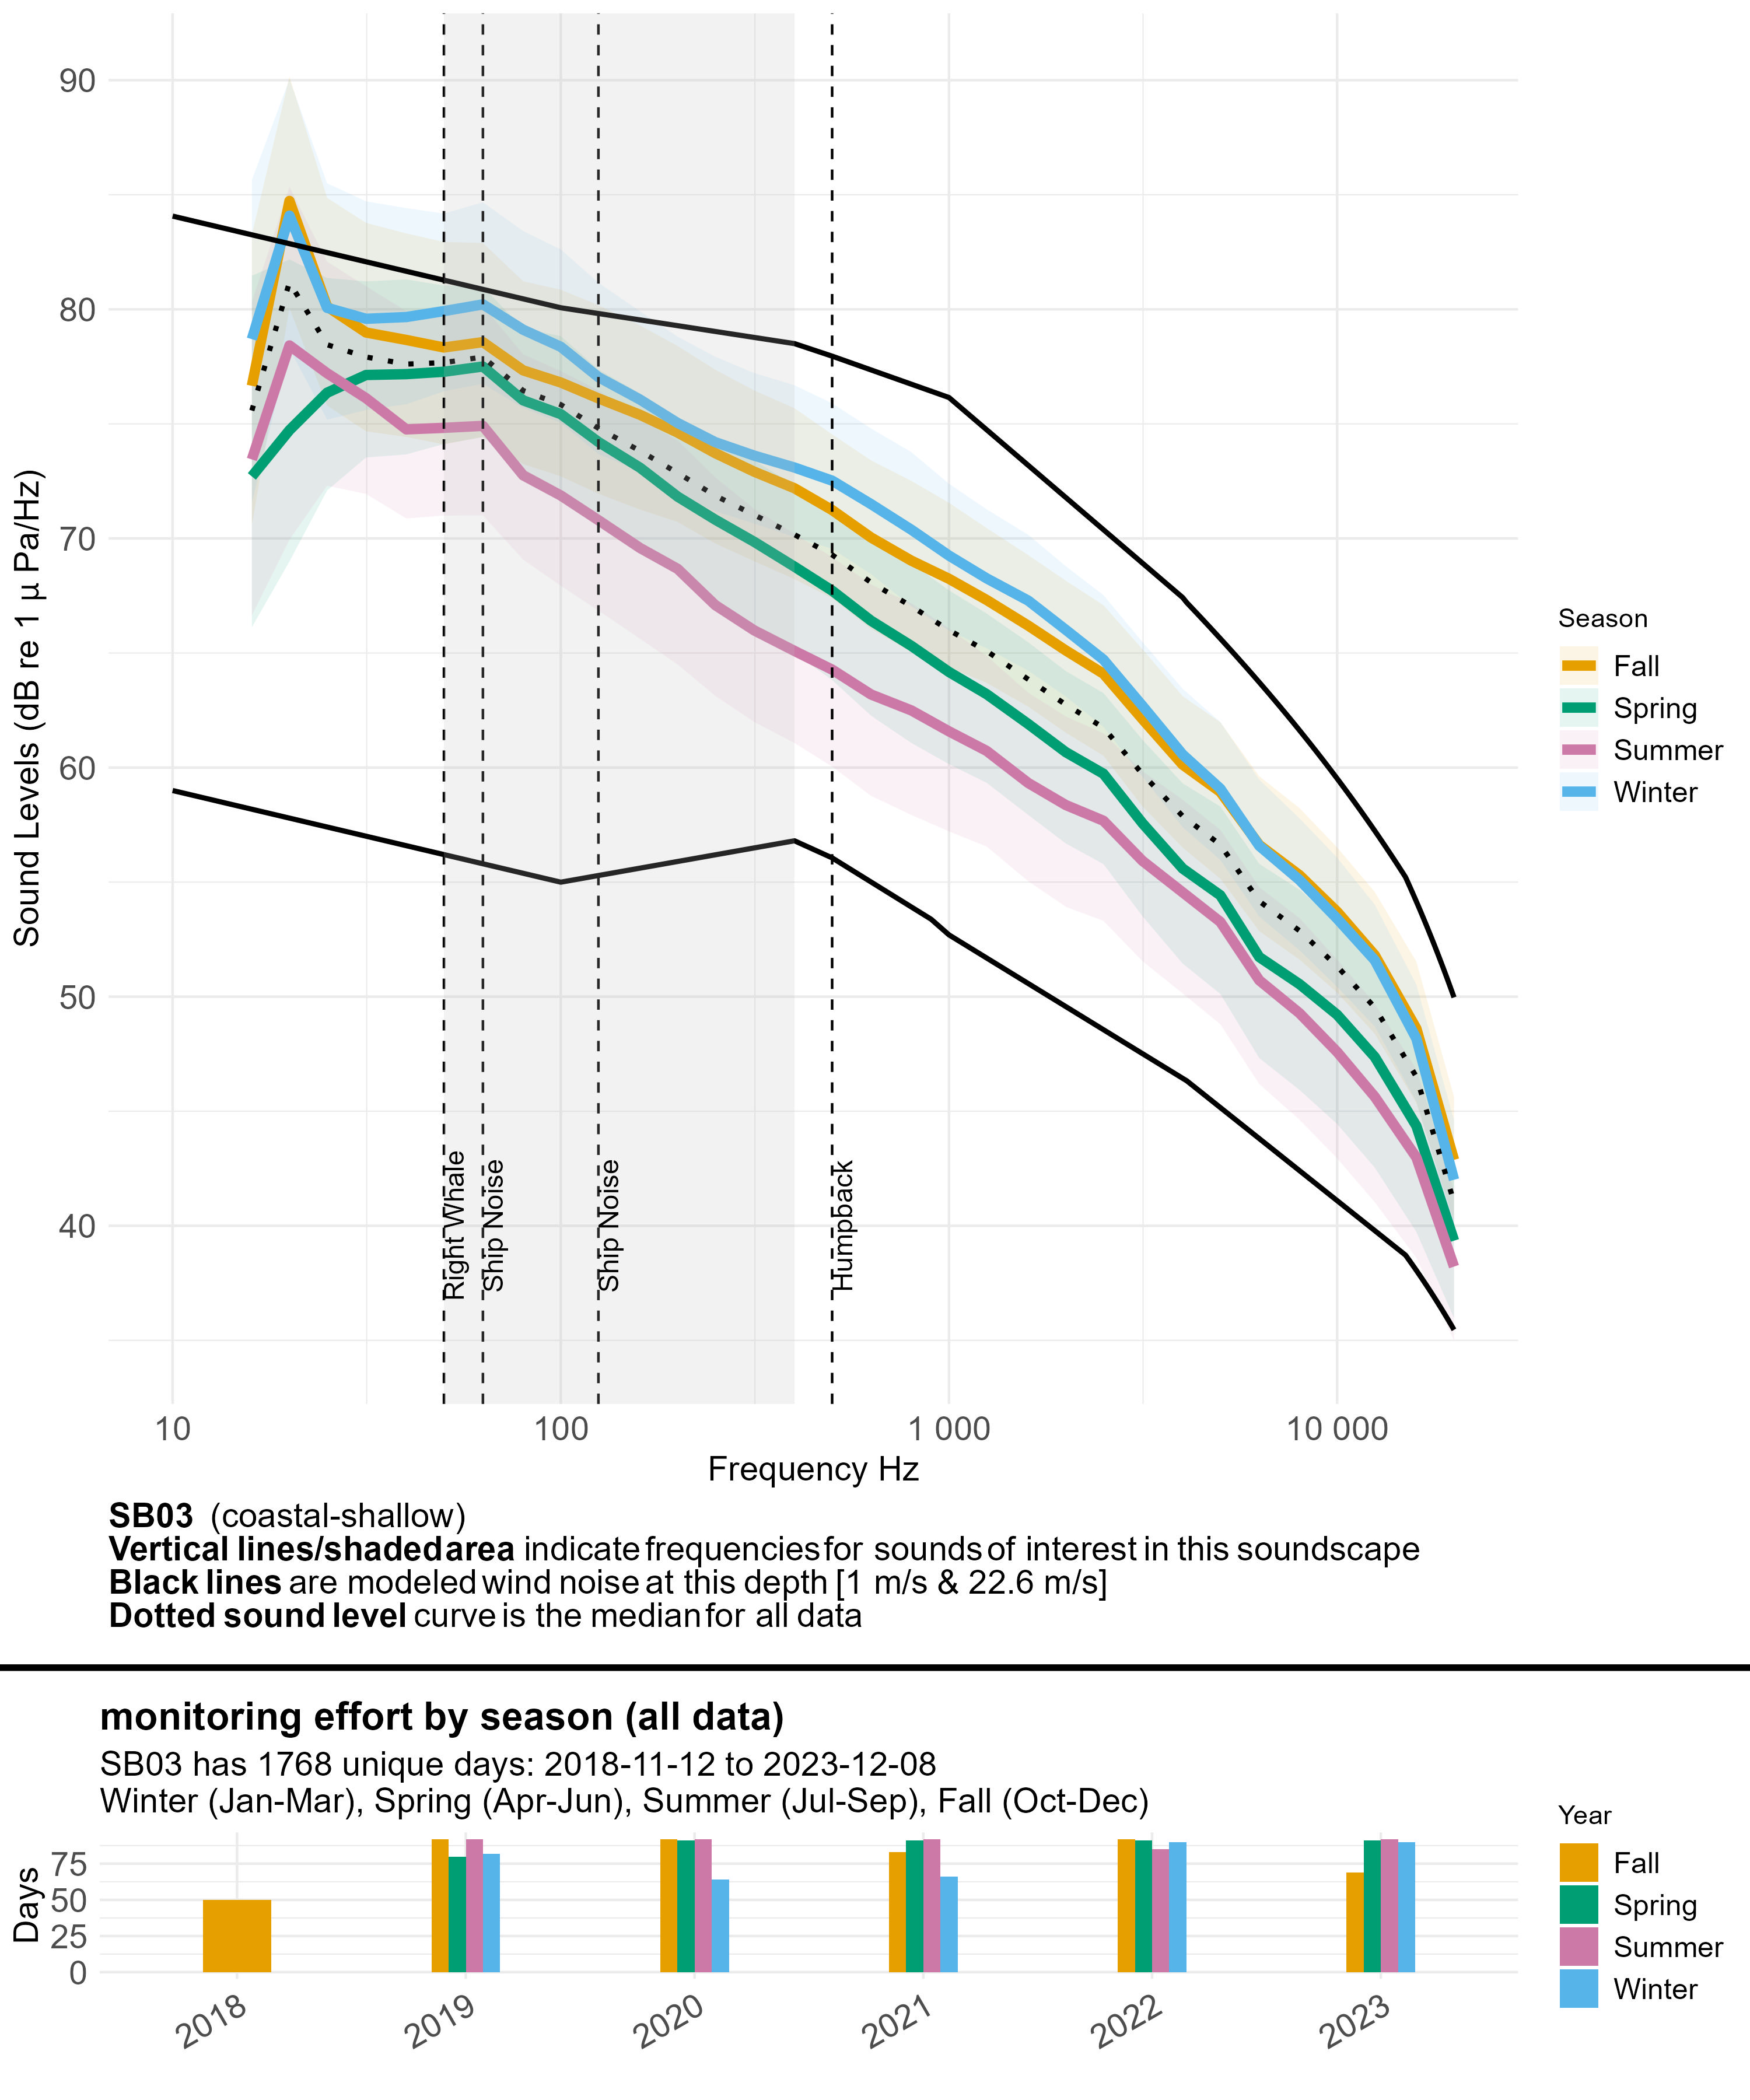 90
80
70
60
50
40
Sound Levels (dB re 1 µ Pa/Hz)
Right Whale
Ship Noise
Ship Noise
Humpback
10
100
1 000
10 000
Frequency Hz
Season
Fall
Spring
Summer
Winter
SB03 (coastal-shallow)
Vertical lines/shaded area indicate frequencies for sounds of interest in this soundscape
Black lines are modeled wind noise at this depth [1 m/s & 22.6 m/s]
Dotted sound level curve is the median for all data
monitoring effort by season (all data)
SB03 has 1768 unique days: 2018-11-12 to 2023-12-08
Winter (Jan-Mar), Spring (Apr-Jun), Summer (Jul-Sep), Fall (Oct-Dec)
Days
75
50
25
0
2018
2019
2020
2021
2022
2023
Year
Fall
Spring
Summer
Winter